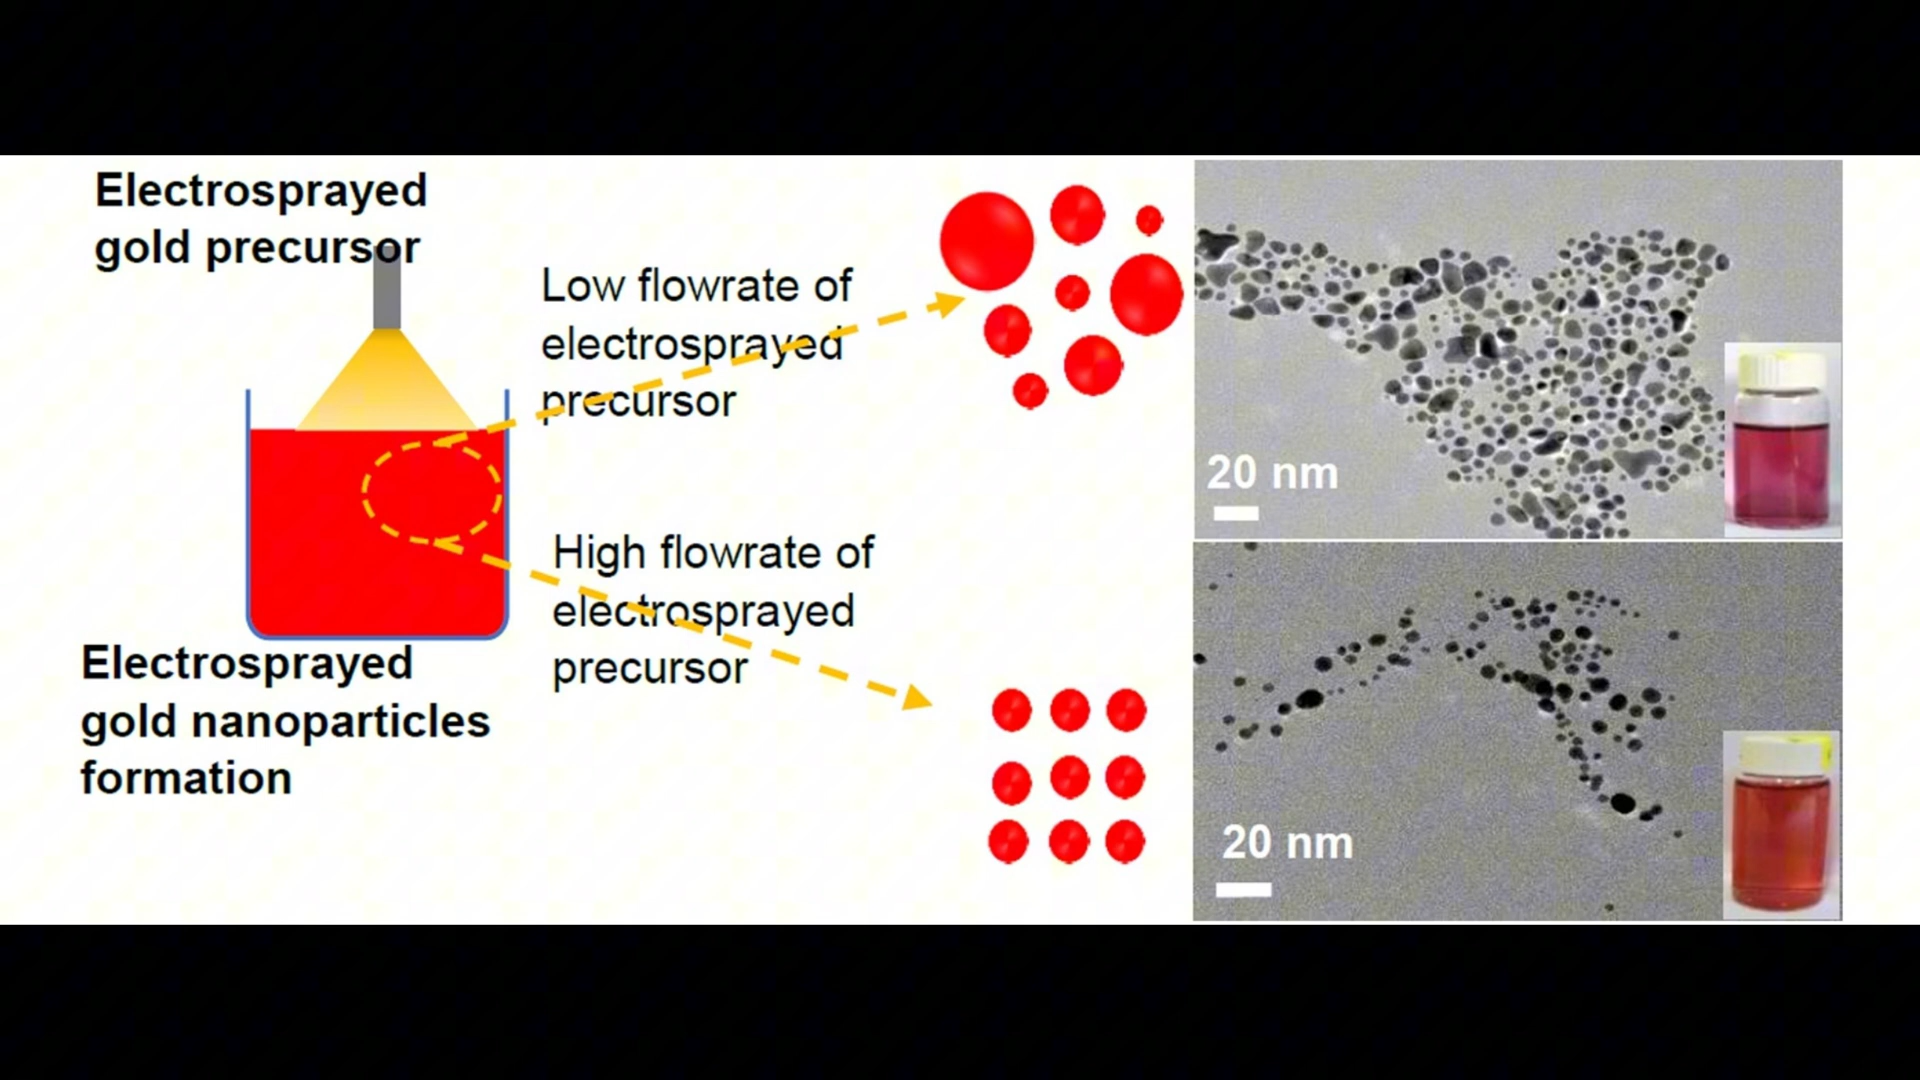 Electrosprayed
gold precursor
Low flowrate of
electrosprayed
precursor
20 nm
High flowrate of
electrosprayed
precursor
Electrosprayed
gold nanoparticles
formation
20 nm